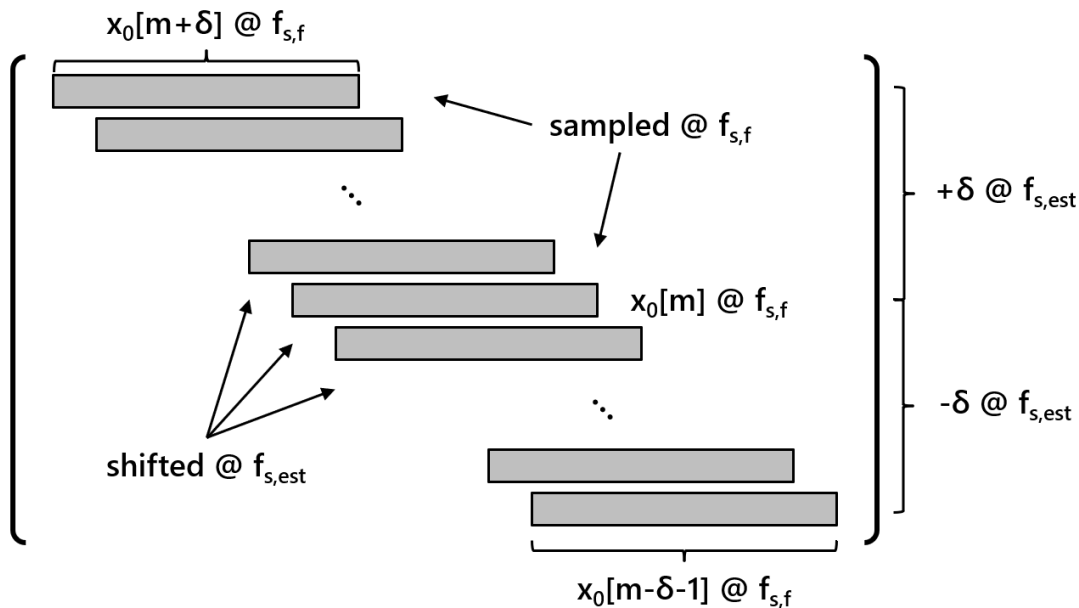 x₀[m+δ] @ fₛ,f
sampled @ fₛ,f
+δ @ fₛ,est
x₀[m] @ fₛ,f
-δ @ fₛ,est
shifted @ fₛ,est
x₀[m-δ-1] @ fₛ,f